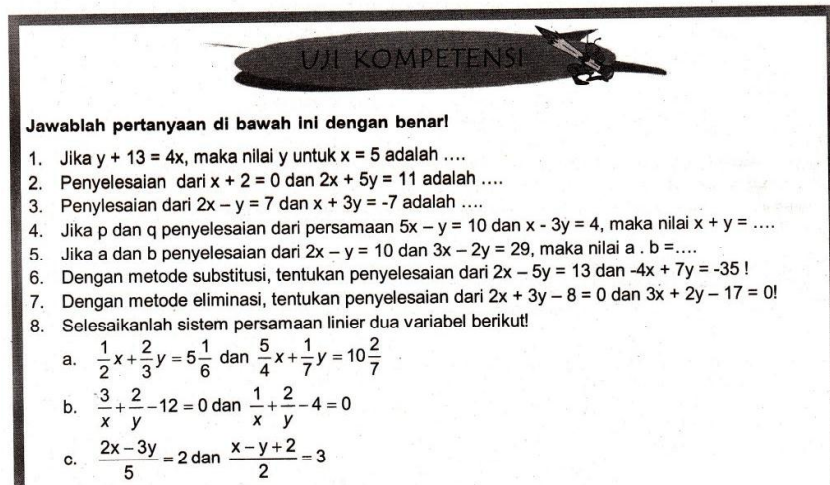 UJI KOMPETENSI
Jawablah pertanyaan di bawah ini dengan benar!
1. Jika y + 13 = 4x, maka nilai y untuk x = 5 adalah ....
2. Penyelesaian dari x + 2 = 0 dan 2x + 5y = 11 adalah ....
3. Penylesaian dari 2x – y = 7 dan x + 3y = -7 adalah ....
4. Jika p dan q penyelesaian dari persamaan 5x – y = 10 dan x - 3y = 4, maka nilai x + y = ....
5. Jika a dan b penyelesaian dari 2x – y = 10 dan 3x – 2y = 29, maka nilai a . b =....
6. Dengan metode substitusi, tentukan penyelesaian dari 2x – 5y = 13 dan -4x + 7y = -35 !
7. Dengan metode eliminasi, tentukan penyelesaian dari 2x + 3y – 8 = 0 dan 3x + 2y – 17 = 0!
8. Selesaikanlah sistem persamaan linier dua variabel berikut!
a. 1/2 x + 2/3 y = 5 1/6 dan 5/4 x + 1/7 y = 10 2/7
b. 3/x + 2/y – 12 = 0 dan 1/x + 2/y – 4 = 0
c. (2x – 3y)/5 = 2 dan (x – y + 2)/2 = 3